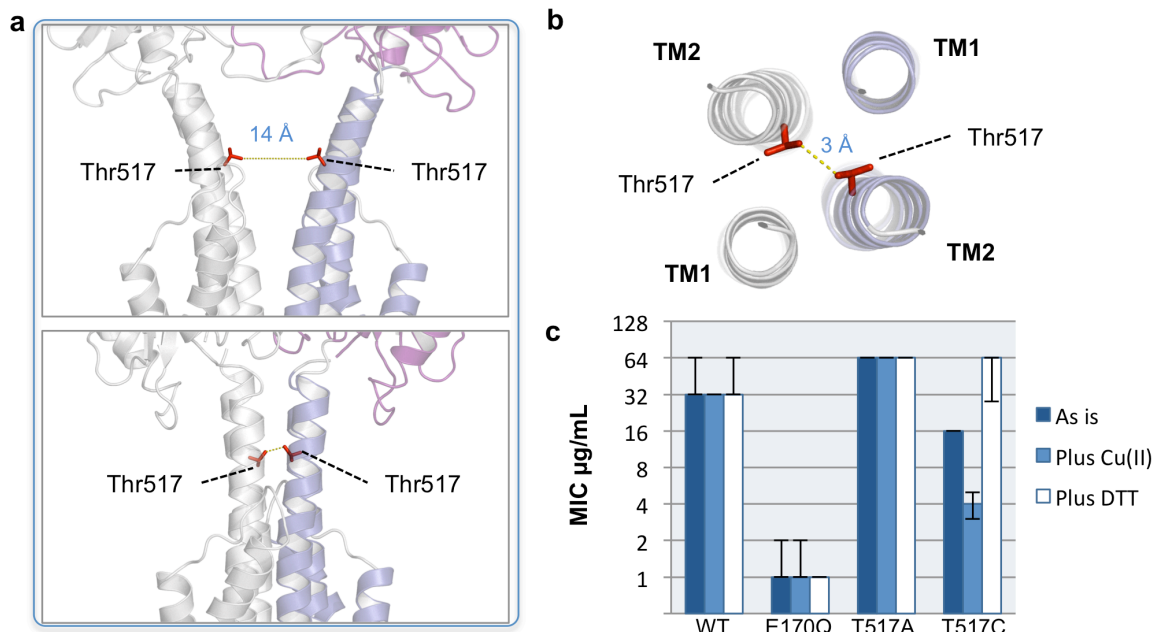 a
14 Å
Thr517
Thr517
Thr517
Thr517
b
TM2
TM1
3 Å
Thr517
Thr517
TM1
TM2
c
MIC µg/mL
128
64
32
16
8
4
2
1
WT
E170Q
T517A
T517C
As is
Plus Cu(II)
Plus DTT